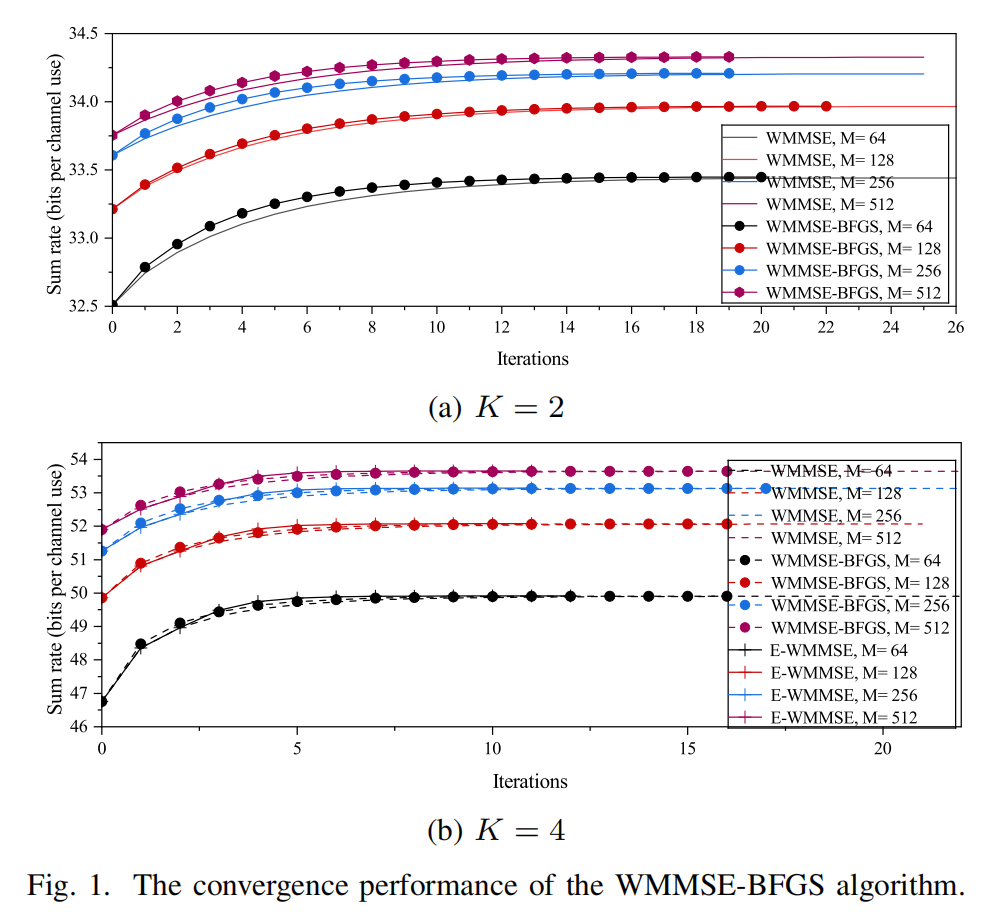 34.5
34.0
33.5
33.0
32.5
Sum rate (bits per channel use)
WMMSE, M= 64
WMMSE, M= 128
WMMSE, M= 256
WMMSE, M= 512
WMMSE-BFGS, M= 64
WMMSE-BFGS, M= 128
WMMSE-BFGS, M= 256
WMMSE-BFGS, M= 512
0 2 4 6 8 10 12 14 16 18 20 22 24 26
Iterations
(a) K = 2
54
53
52
51
50
49
48
47
46
Sum rate (bits per channel use)
WMMSE, M= 64
WMMSE, M= 128
WMMSE, M= 256
WMMSE, M= 512
WMMSE-BFGS, M= 64
WMMSE-BFGS, M= 128
WMMSE-BFGS, M= 256
WMMSE-BFGS, M= 512
E-WMMSE, M= 64
E-WMMSE, M= 128
E-WMMSE, M= 256
E-WMMSE, M= 512
0 5 10 15 20
Iterations
(b) K = 4
Fig. 1. The convergence performance of the WMMSE-BFGS algorithm.